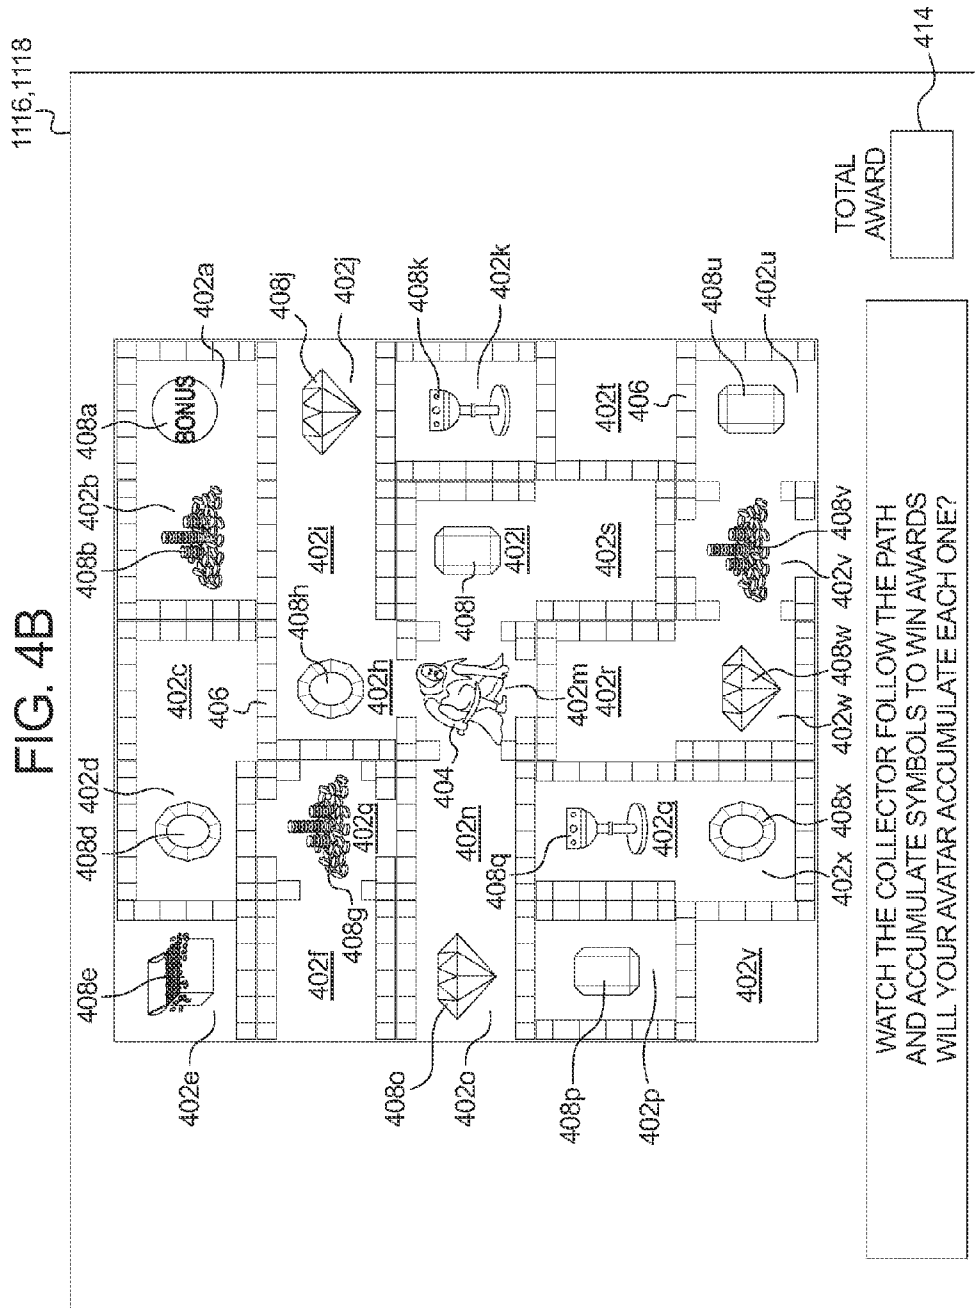 FIG. 4B
1116,1118
408e
408d
408b
408a
402d
402b
402e
402c
BONUS
402a
406
408j
408h
402f
408g
402g
402h
402i
402j
408o
404
408k
402o
402n
402m
408l
402l
402k
408q
408p
402q
402r
402s
402t
406
402p
408u
402v
402u
402x
408x
402w
408w
402v
408v
TOTAL
AWARD
414
WATCH THE COLLECTOR FOLLOW THE PATH
AND ACCUMULATE SYMBOLS TO WIN AWARDS
WILL YOUR AVATAR ACCUMULATE EACH ONE?